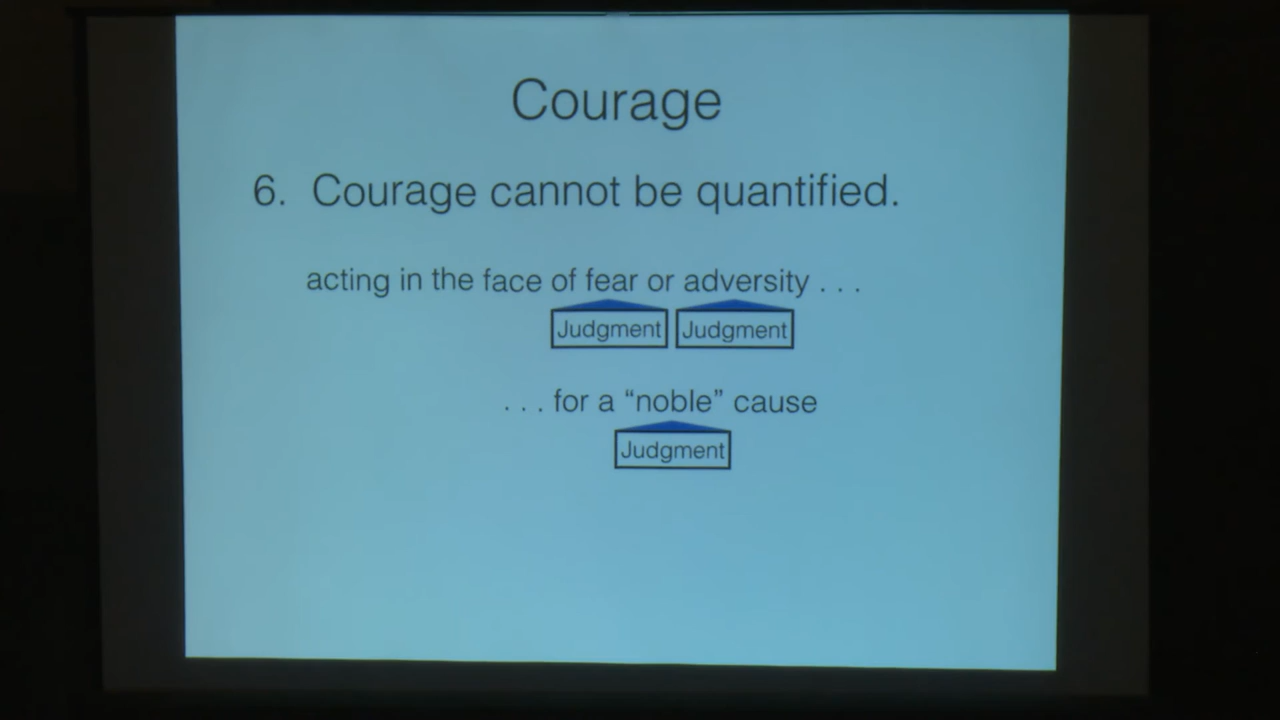 Courage
6. Courage cannot be quantified.
acting in the face of fear or adversity . . .
Judgment Judgment
. . . for a “noble” cause
Judgment